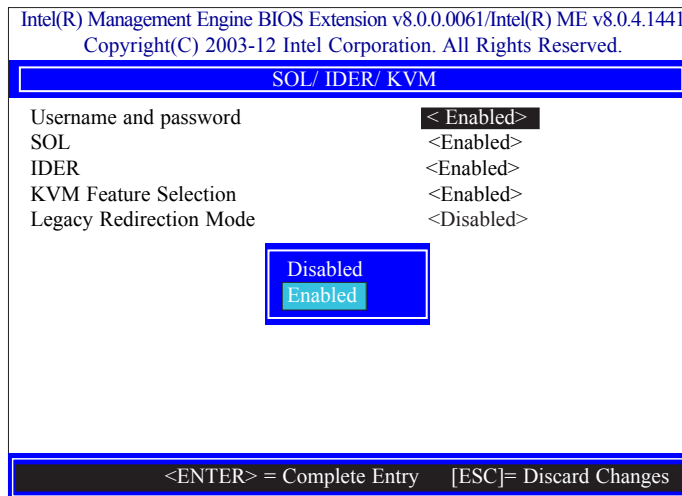 Intel(R) Management Engine BIOS Extension v8.0.0.0061/Intel(R) ME v8.0.4.1441
Copyright(C) 2003-12 Intel Corporation. All Rights Reserved.
SOL/ IDER/ KVM
Username and password < Enabled>
SOL <Enabled>
IDER <Enabled>
KVM Feature Selection <Enabled>
Legacy Redirection Mode <Disabled>
Disabled
Enabled
<ENTER> = Complete Entry [ESC]= Discard Changes